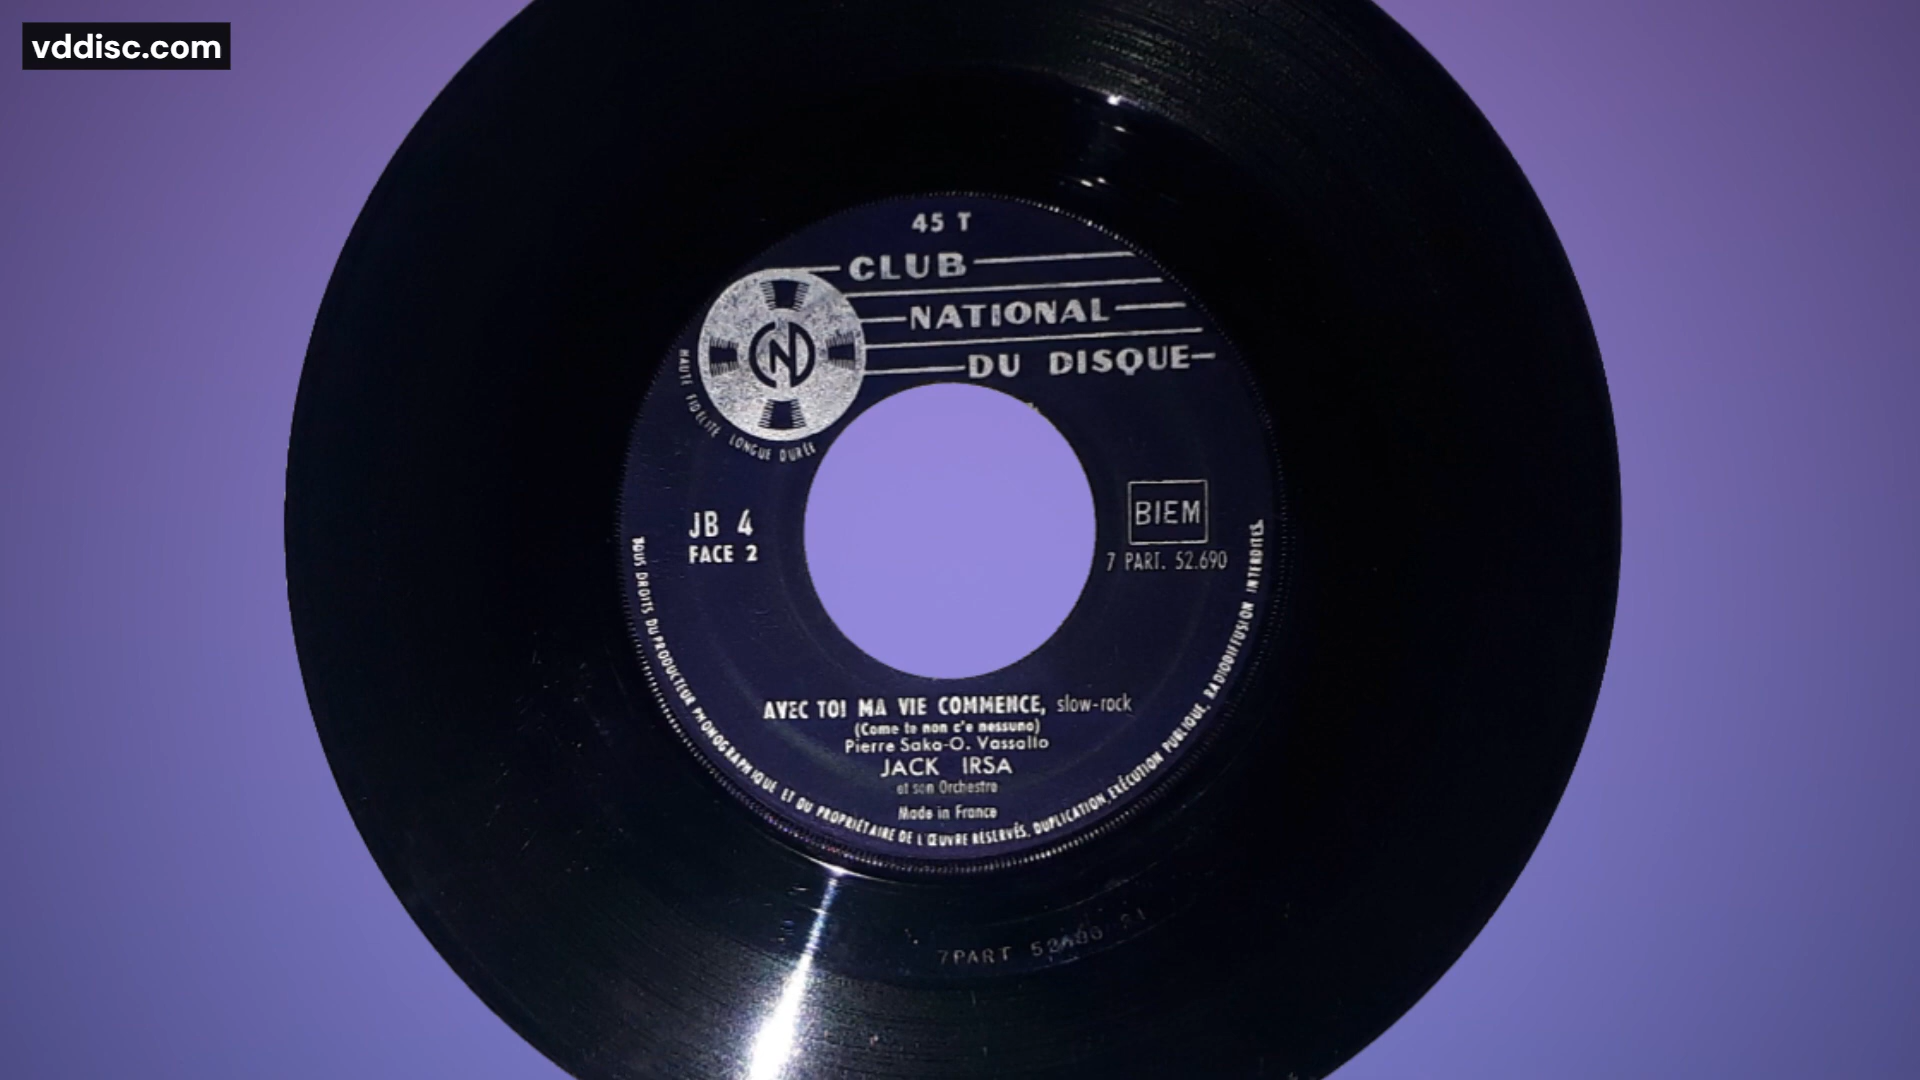 vddisc.com
45 T
CLUB
NATIONAL
DU DISQUE
CND
HAUTE FIDELITÉ LONGUE DURÉE
JB 4
FACE 2
BIEM
7 PART. 52.690
AVEC TOI MA VIE COMMENCE, slow-rock
(Come te non c'e nessuno)
Pierre Saka-O. Vassallo
JACK IRSA
et son Orchestre
Made in France
TOUS DROITS DU PRODUCTEUR PHONOGRAPHIQUE ET DU PROPRIÉTAIRE DE L'ŒUVRE RÉSERVÉS. DUPLICATION, EXÉCUTION PUBLIQUE, RADIODIFFUSION INTERDITES.
7PART